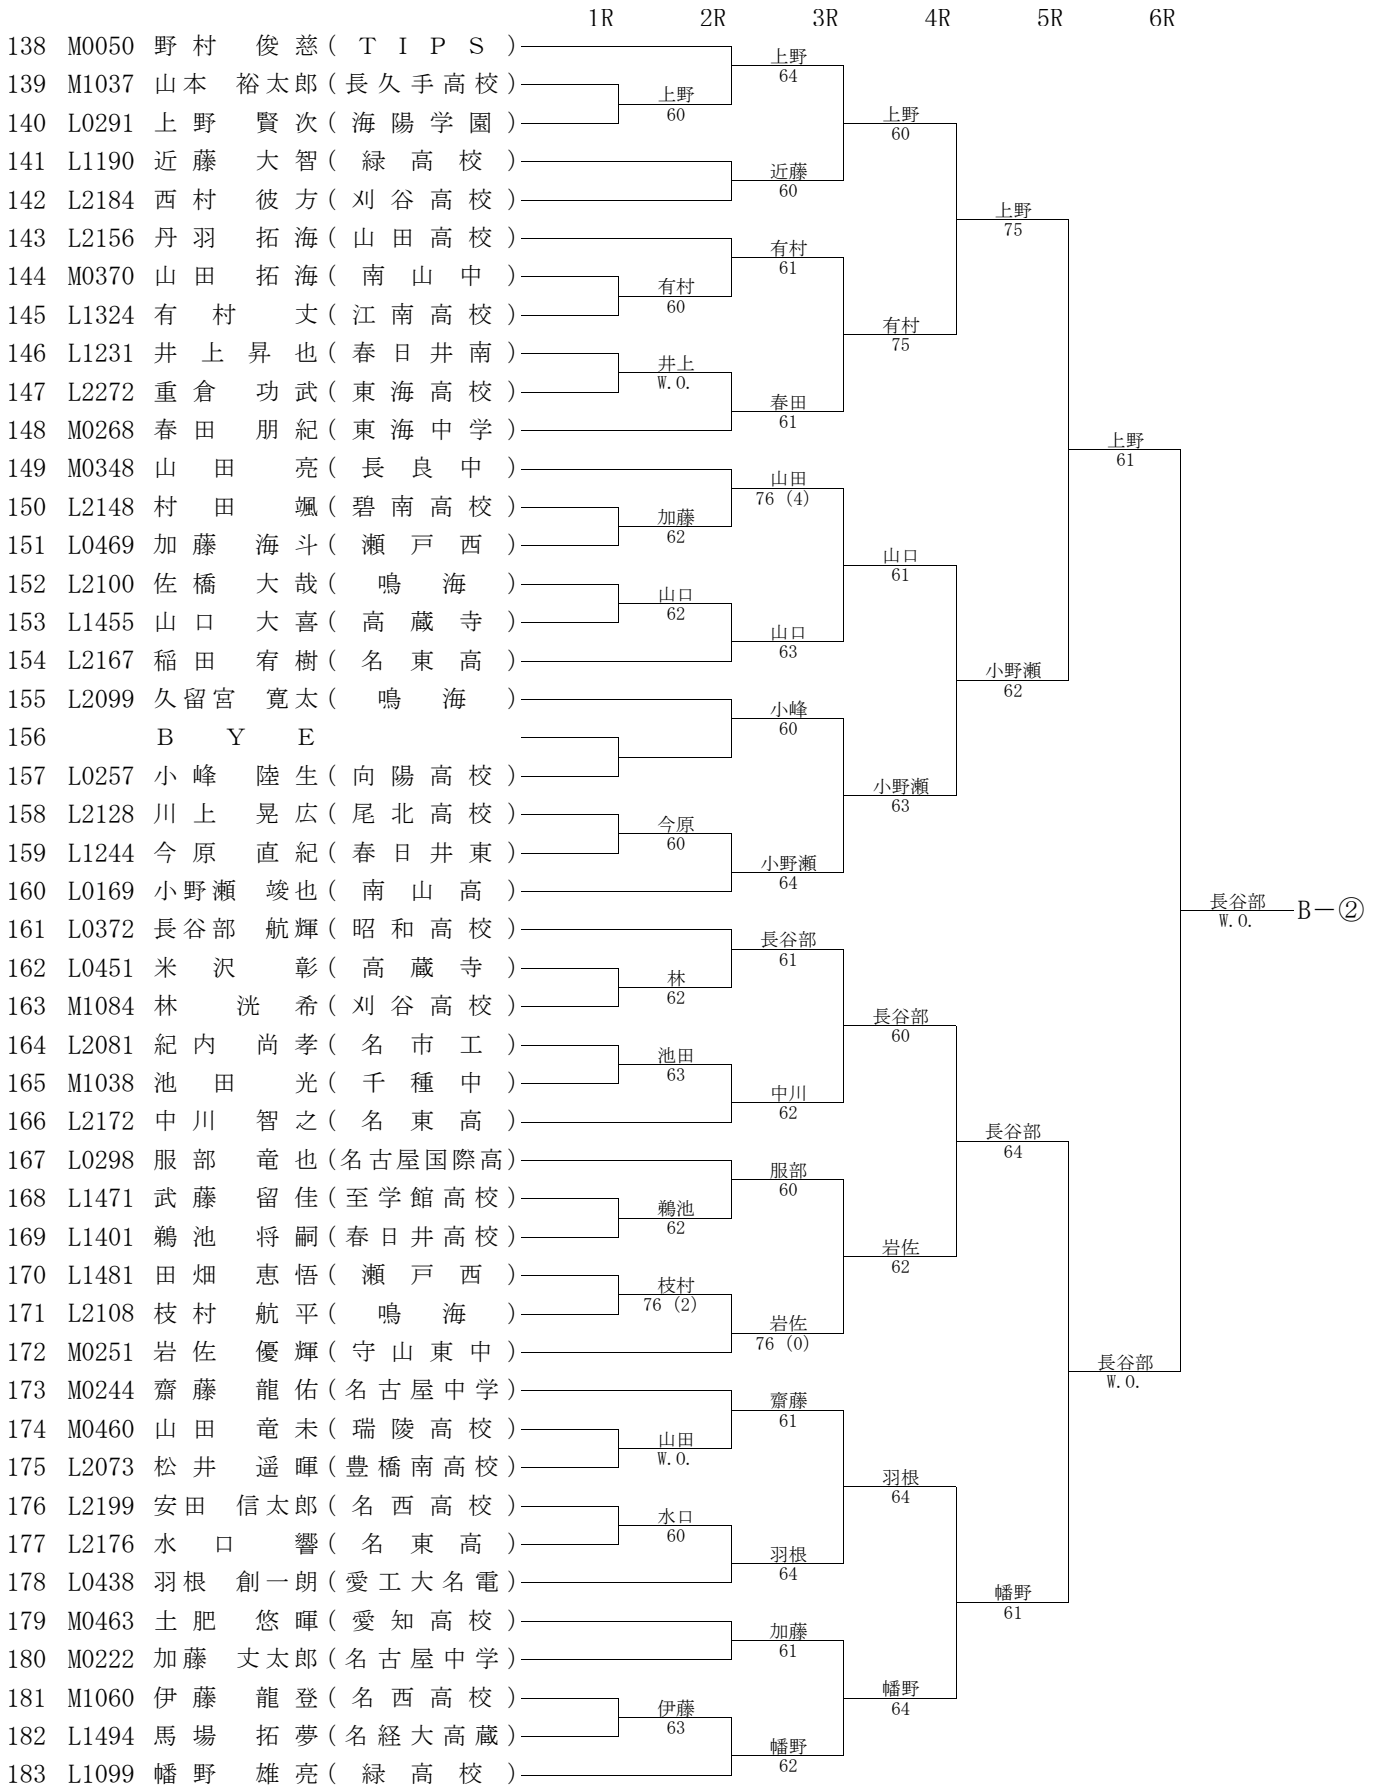 1R 2R 3R 4R 5R 6R
138 M0050 野村 俊慈 (TIPS)
上野
64
139 M1037 山本 裕太郎 (長久手高校)
上野
60
140 L0291 上野 賢次 (海陽学園)
上野
60
141 L1190 近藤 大智 (緑高校)
近藤
60
142 L2184 西村 彼方 (刈谷高校)
上野
75
143 L2156 丹羽 拓海 (山田高校)
有村
61
144 M0370 山田 拓海 (南山中)
有村
60
145 L1324 有村 丈 (江南高校)
有村
75
146 L1231 井上昇也 (春日井南)
井上
W.O.
147 L2272 重倉 功武 (東海高校)
春田
61
148 M0268 春田 朋紀 (東海中学)
上野
61
149 M0348 山田 亮 (長良中)
山田
76 (4)
150 L2148 村田 颯 (碧南高校)
加藤
62
151 L0469 加藤 海斗 (瀬戸西)
山口
61
152 L2100 佐橋 大哉 (鳴海)
山口
62
153 L1455 山口 大喜 (高蔵寺)
山口
63
154 L2167 稲田 宥樹 (名東高)
小野瀬
62
155 L2099 久留宮 寛太 (鳴海)
小峰
60
156 BYE
157 L0257 小峰 陸生 (向陽高校)
小野瀬
63
158 L2128 川上 晃広 (尾北高校)
今原
60
159 L1244 今原 直紀 (春日井東)
小野瀬
64
160 L0169 小野瀬 竣也 (南山高)
長谷部 B－②
W.O.
161 L0372 長谷部 航輝 (昭和高校)
長谷部
61
162 L0451 米沢 彰 (高蔵寺)
林
62
163 M1084 林 洸希 (刈谷高校)
長谷部
60
164 L2081 紀内 尚孝 (名市工)
池田
63
165 M1038 池田 光 (千種中)
中川
62
166 L2172 中川 智之 (名東高)
長谷部
64
167 L0298 服部 竜也 (名古屋国際高)
服部
60
168 L1471 武藤 留佳 (至学館高校)
鵜池
62
169 L1401 鵜池 将嗣 (春日井高校)
岩佐
62
170 L1481 田畑 恵悟 (瀬戸西)
枝村
76 (2)
171 L2108 枝村 航平 (鳴海)
岩佐
76 (0)
172 M0251 岩佐 優輝 (守山東中)
長谷部
W.O.
173 M0244 齋藤 龍佑 (名古屋中学)
齋藤
61
174 M0460 山田 竜未 (瑞陵高校)
山田
W.O.
175 L2073 松井 遥暉 (豊橋南高校)
羽根
64
176 L2199 安田 信太郎 (名西高校)
水口
60
177 L2176 水口 響 (名東高)
羽根
64
178 L0438 羽根 創一朗 (愛工大名電)
幡野
61
179 M0463 土肥 悠暉 (愛知高校)
加藤
61
180 M0222 加藤 丈太郎 (名古屋中学)
181 M1060 伊藤 龍登 (名西高校)
幡野
64
伊藤
63
182 L1494 馬場 拓夢 (名経大高蔵)
幡野
62
183 L1099 幡野 雄亮 (緑高校)